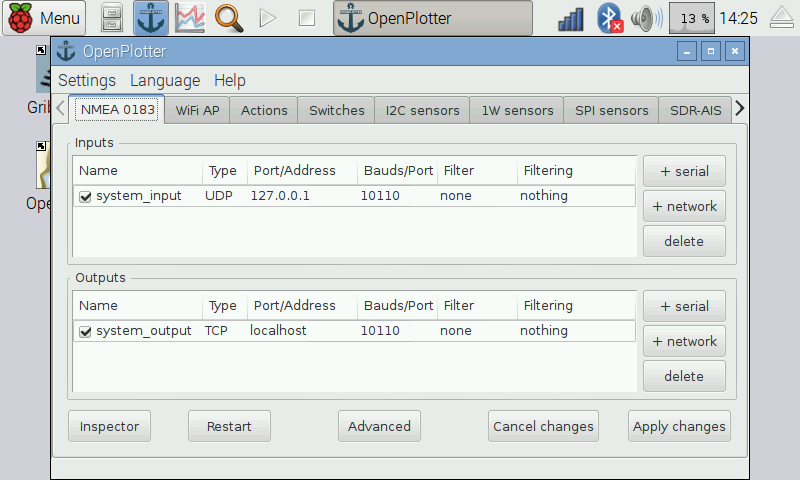 Menu OpenPlotter 13 % 14:25
OpenPlotter
Settings Language Help
NMEA 0183 WiFi AP Actions Switches I2C sensors 1W sensors SPI sensors SDR-AIS
Inputs
Name Type Port/Address Bauds/Port Filter Filtering
system_input UDP 127.0.0.1 10110 none nothing
+ serial
+ network
delete
Outputs
Name Type Port/Address Bauds/Port Filter Filtering
system_output TCP localhost 10110 none nothing
+ serial
+ network
delete
Inspector Restart Advanced Cancel changes Apply changes
Grib
Ope